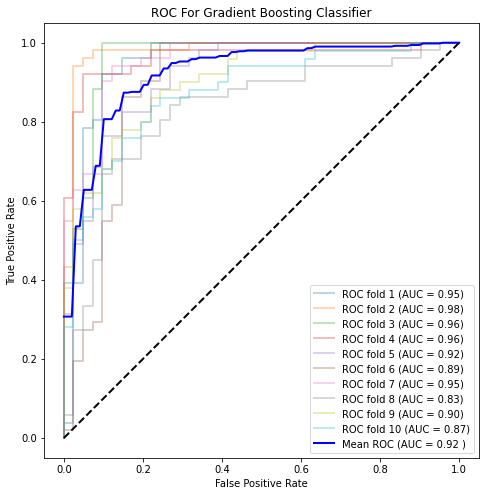 ROC For Gradient Boosting Classifier
True Positive Rate
1.0
0.8
0.6
0.4
0.2
0.0
ROC fold 1 (AUC = 0.95)
ROC fold 2 (AUC = 0.98)
ROC fold 3 (AUC = 0.96)
ROC fold 4 (AUC = 0.96)
ROC fold 5 (AUC = 0.92)
ROC fold 6 (AUC = 0.89)
ROC fold 7 (AUC = 0.95)
ROC fold 8 (AUC = 0.83)
ROC fold 9 (AUC = 0.90)
ROC fold 10 (AUC = 0.87)
Mean ROC (AUC = 0.92 )
0.0 0.2 0.4 0.6 0.8 1.0
False Positive Rate